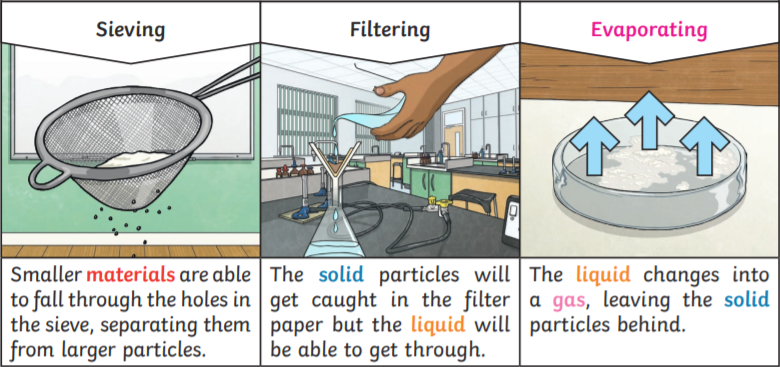 Sieving
Smaller materials are able
to fall through the holes in
the sieve, separating them
from larger particles.
Filtering
The solid particles will
get caught in the filter
paper but the liquid will
be able to get through.
Evaporating
The liquid changes into
a gas, leaving the solid
particles behind.